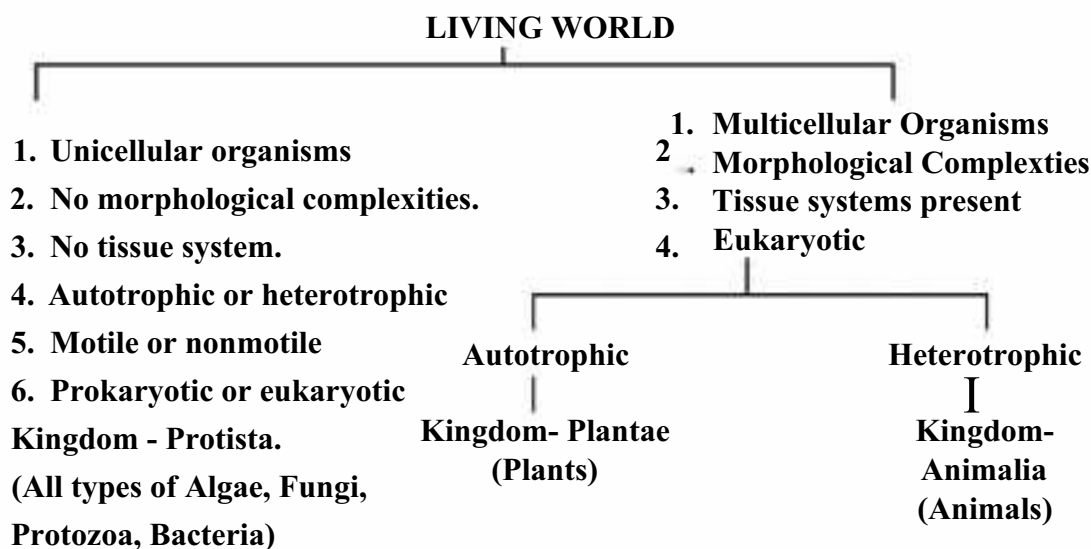 LIVING WORLD
1. Unicellular organisms
2. No morphological complexities.
3. No tissue system.
4. Autotrophic or heterotrophic
5. Motile or nonmotile
6. Prokaryotic or eukaryotic
Kingdom - Protista.
(All types of Algae, Fungi,
Protozoa, Bacteria)
1. Multicellular Organisms
2. Morphological Complexties
3. Tissue systems present
4. Eukaryotic
Autotrophic
Kingdom- Plantae
(Plants)
Heterotrophic
Kingdom-
Animalia
(Animals)